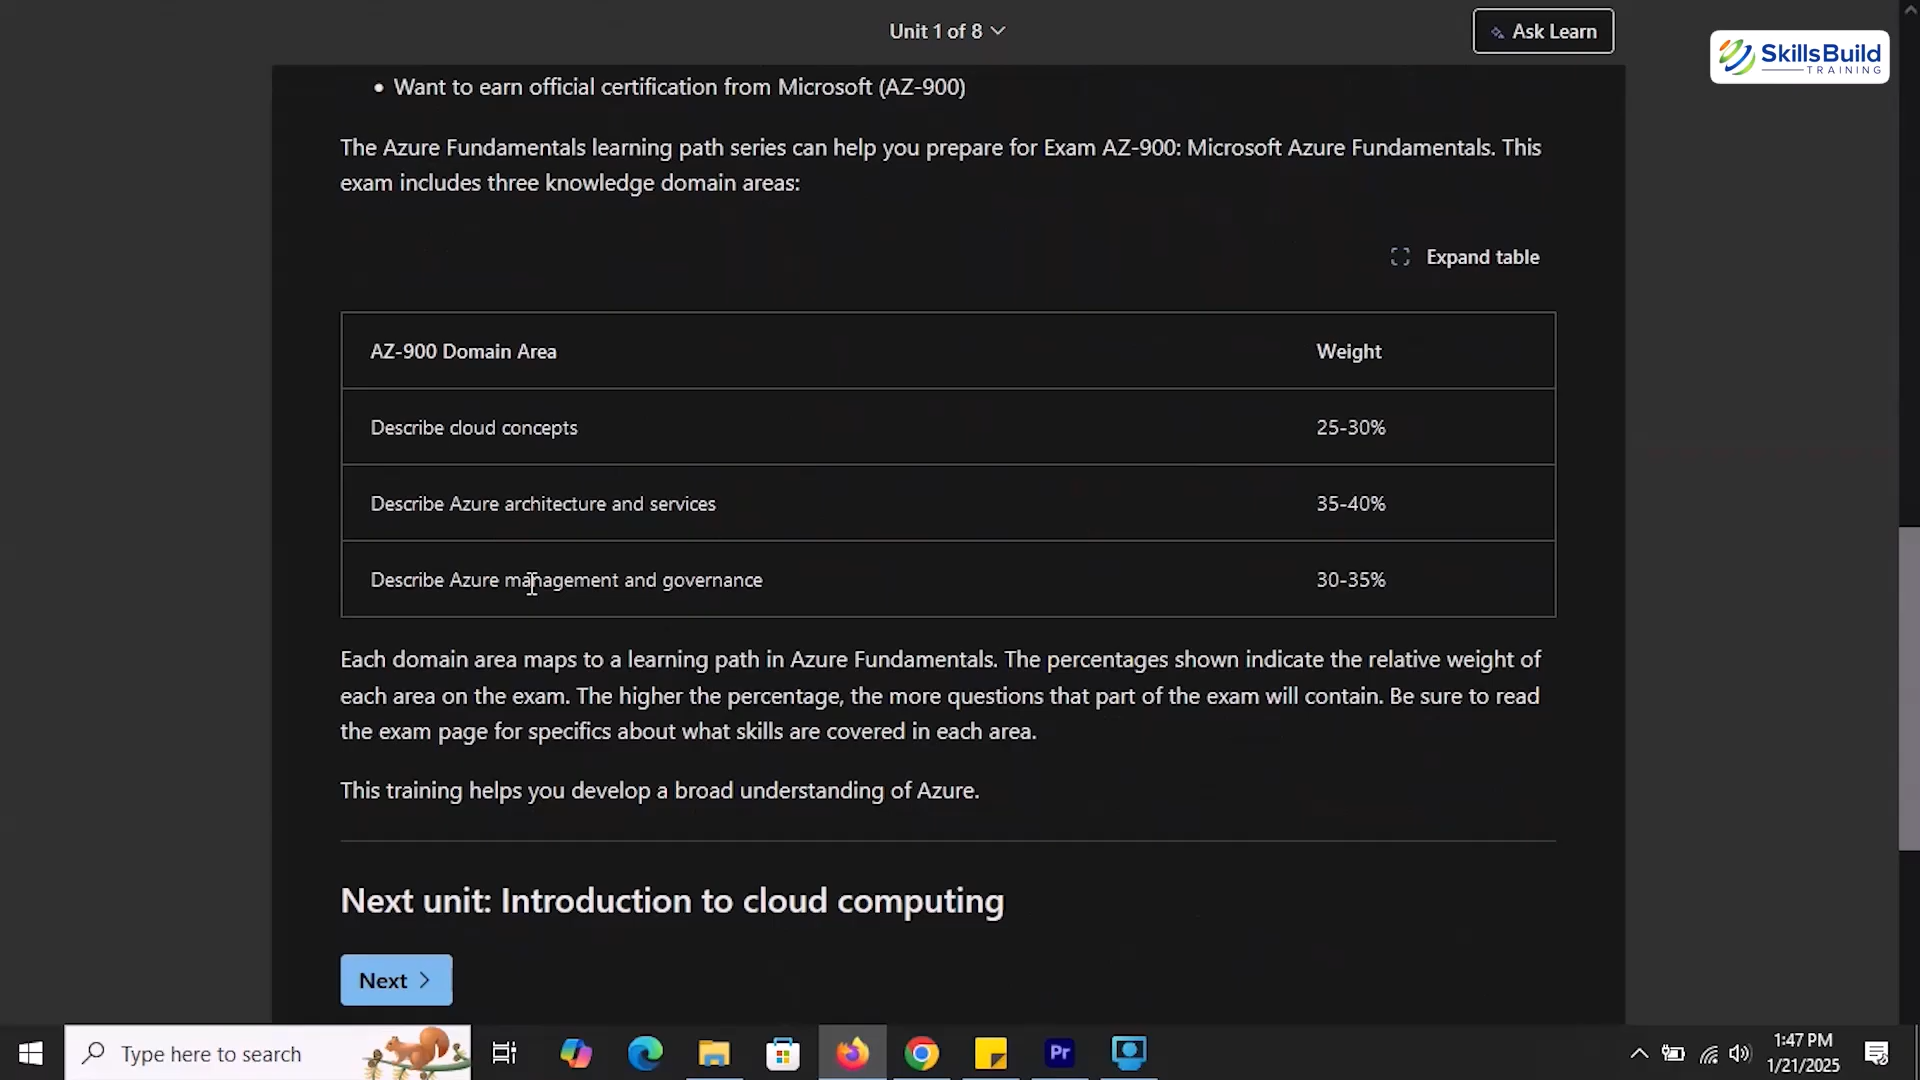 Unit 1 of 8
Ask Learn
SkillsBuild
TRAINING
• Want to earn official certification from Microsoft (AZ-900)
The Azure Fundamentals learning path series can help you prepare for Exam AZ-900: Microsoft Azure Fundamentals. This
exam includes three knowledge domain areas:
Expand table
AZ-900 Domain Area Weight
Describe cloud concepts 25-30%
Describe Azure architecture and services 35-40%
Describe Azure management and governance 30-35%
Each domain area maps to a learning path in Azure Fundamentals. The percentages shown indicate the relative weight of
each area on the exam. The higher the percentage, the more questions that part of the exam will contain. Be sure to read
the exam page for specifics about what skills are covered in each area.
This training helps you develop a broad understanding of Azure.
Next unit: Introduction to cloud computing
Next
Type here to search
Pr
1:47 PM
1/21/2025